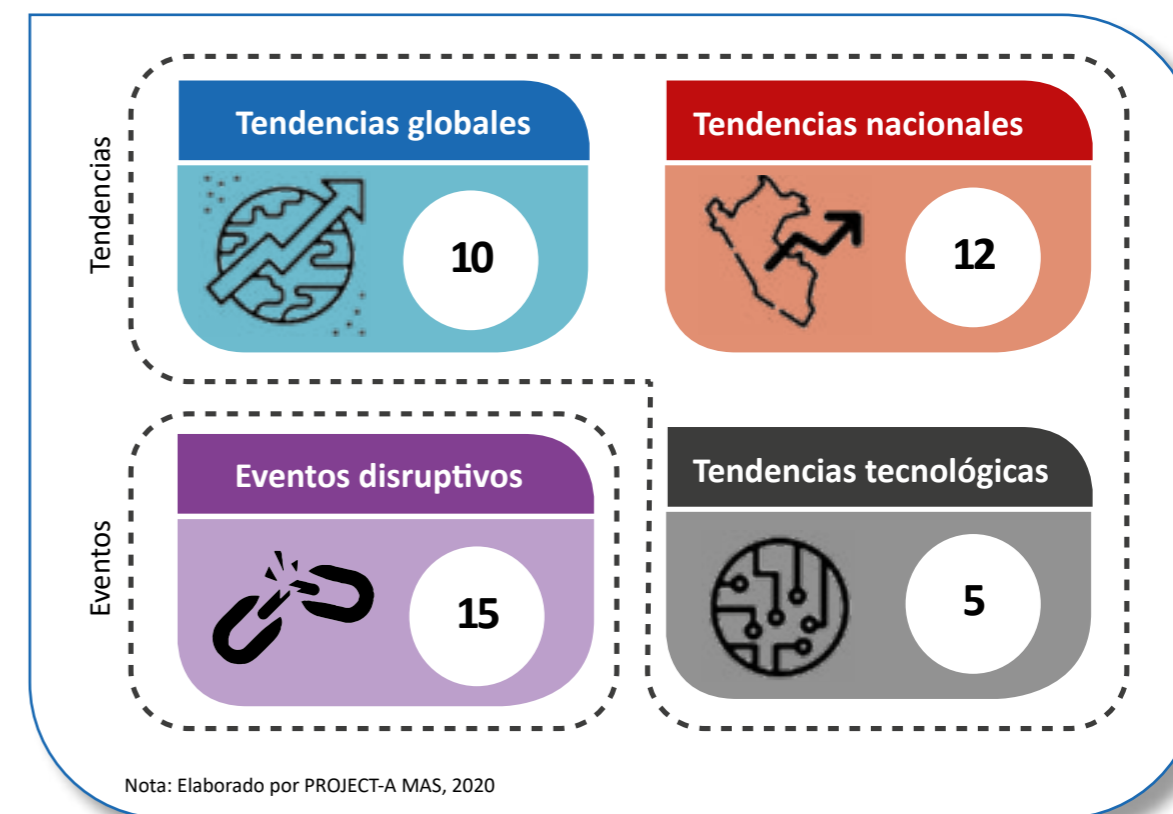 Tendencias
Tendencias globales
10
Tendencias nacionales
12
Eventos
Eventos disruptivos
15
Tendencias tecnológicas
5
Nota: Elaborado por PROJECT-A MAS, 2020